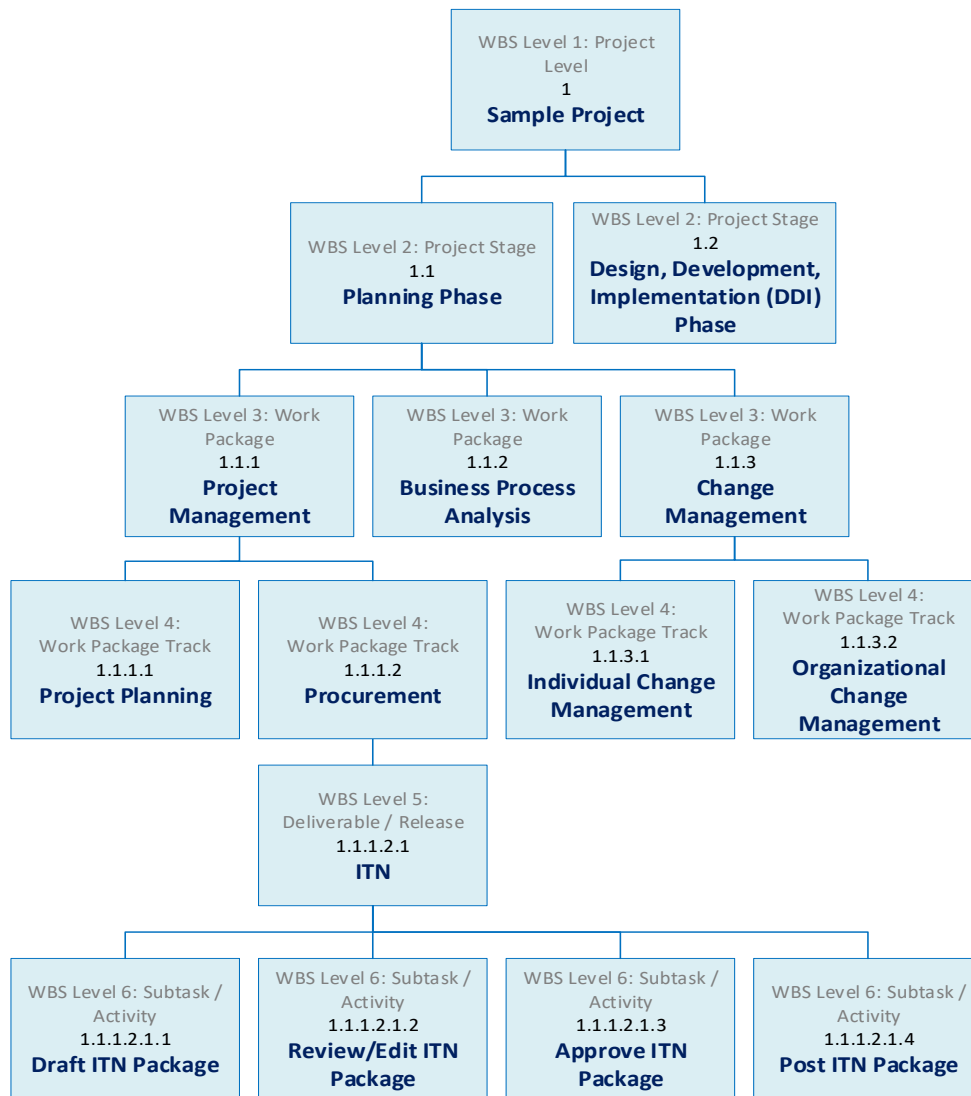 WBS Level 1: Project
Level
1
Sample Project
WBS Level 2: Project Stage
1.1
Planning Phase
WBS Level 2: Project Stage
1.2
Design, Development,
Implementation (DDI)
Phase
WBS Level 3: Work
Package
1.1.1
Project
Management
WBS Level 3: Work
Package
1.1.2
Business Process
Analysis
WBS Level 3: Work
Package
1.1.3
Change
Management
WBS Level 4:
Work Package Track
1.1.1.1
Project Planning
WBS Level 4:
Work Package Track
1.1.1.2
Procurement
WBS Level 4:
Work Package Track
1.1.3.1
Individual Change
Management
WBS Level 4:
Work Package Track
1.1.3.2
Organizational
Change
Management
WBS Level 5:
Deliverable / Release
1.1.1.2.1
ITN
WBS Level 6: Subtask /
Activity
1.1.1.2.1.1
Draft ITN Package
WBS Level 6: Subtask /
Activity
1.1.1.2.1.2
Review/Edit ITN
Package
WBS Level 6: Subtask /
Activity
1.1.1.2.1.3
Approve ITN
Package
WBS Level 6: Subtask /
Activity
1.1.1.2.1.4
Post ITN Package